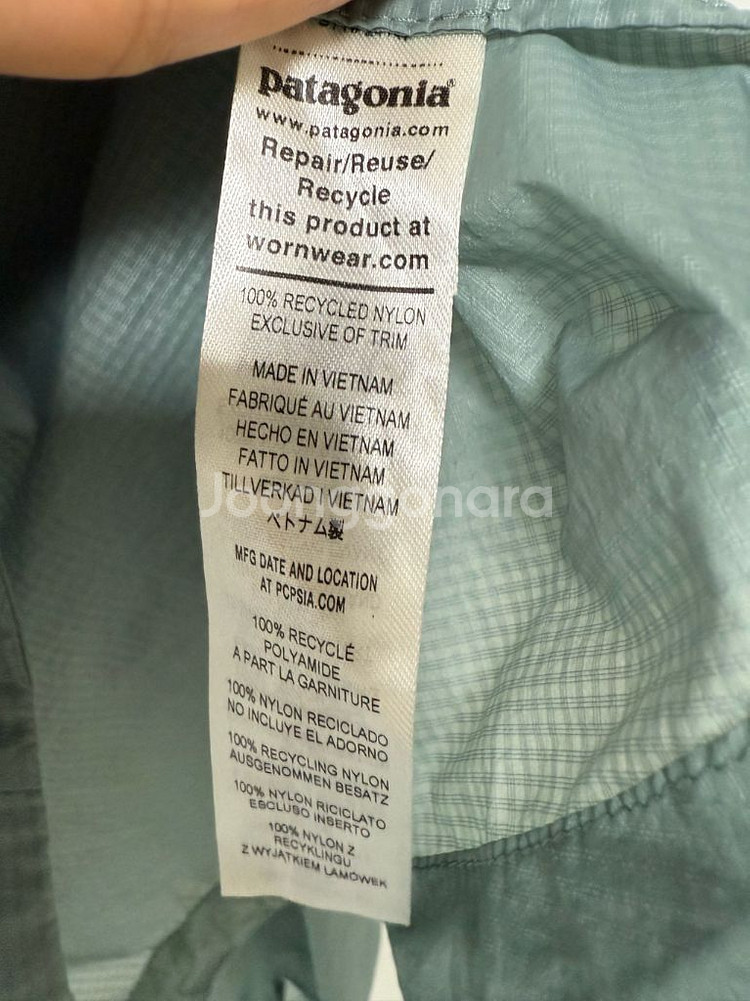 patagonia®
www.patagonia.com
Repair/Reuse/
Recycle
this product at
wornwear.com
100% RECYCLED NYLON
EXCLUSIVE OF TRIM
MADE IN VIETNAM
FABRIQUÉ AU VIETNAM
HECHO EN VIETNAM
FATTO IN VIETNAM
TILLVERKAD I VIETNAM
Joonggonara
ベトナム製
MFG DATE AND LOCATION
AT PCPSIA.COM
100% RECYCLÉ
POLYAMIDE
A PART LA GARNITURE
100% NYLON RECICLADO
NO INCLUYE EL ADORNO
100% RECYCLING NYLON
AUSGENOMMEN BESATZ
100% NYLON RICICLATO
ESCLUSO INSERTO
100% NYLON Z
RECYKLINGU
Z WYJĄTKIEM LAMÓWEK